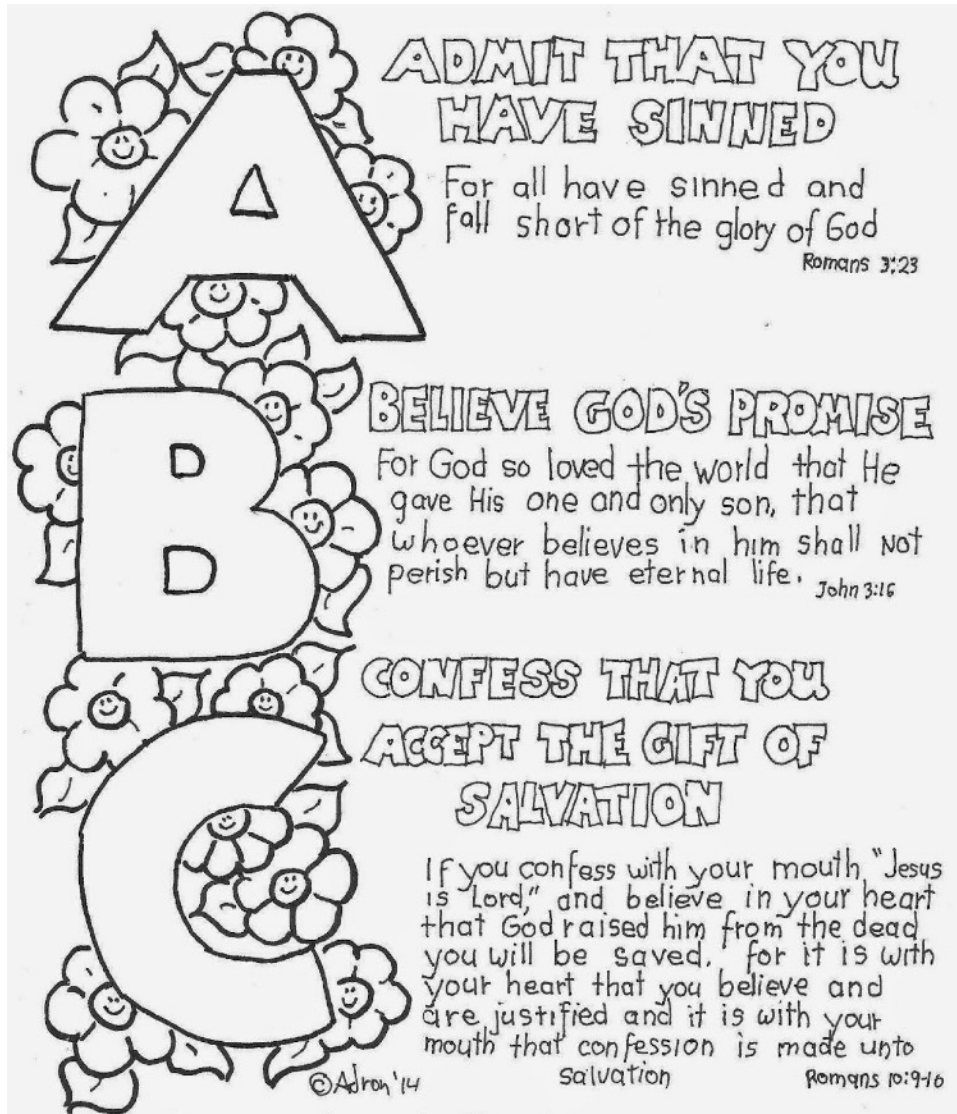 A
ADMIT THAT YOU
HAVE SINNED
For all have sinned and
fall short of the glory of God
Romans 3:23
B
BELIEVE GOD'S PROMISE
For God so loved the world that He
gave His one and only son, that
whoever believes in him shall not
perish but have eternal life.
John 3:16
C
CONFESS THAT YOU
ACCEPT THE GIFT OF
SALVATION
If you confess with your mouth, "Jesus
is Lord," and believe in your heart
that God raised him from the dead
you will be saved. for it is with
your heart that you believe and
are justified and it is with your
mouth that confession is made unto
salvation
Romans 10:9-10
©Adron '14